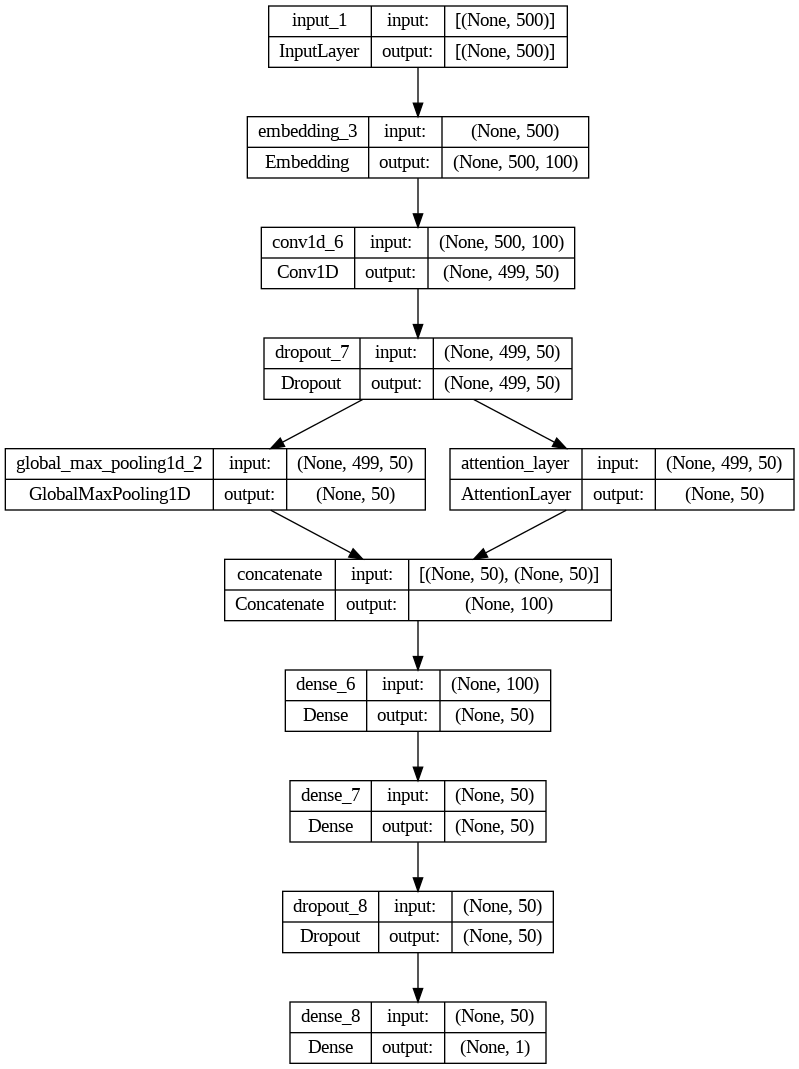 input_1 input: [(None, 500)]
InputLayer output: [(None, 500)]
embedding_3 input: (None, 500)
Embedding output: (None, 500, 100)
conv1d_6 input: (None, 500, 100)
Conv1D output: (None, 499, 50)
dropout_7 input: (None, 499, 50)
Dropout output: (None, 499, 50)
global_max_pooling1d_2 input: (None, 499, 50)
GlobalMaxPooling1D output: (None, 50)
attention_layer input: (None, 499, 50)
AttentionLayer output: (None, 50)
concatenate input: [(None, 50), (None, 50)]
Concatenate output: (None, 100)
dense_6 input: (None, 100)
Dense output: (None, 50)
dense_7 input: (None, 50)
Dense output: (None, 50)
dropout_8 input: (None, 50)
Dropout output: (None, 50)
dense_8 input: (None, 50)
Dense output: (None, 1)